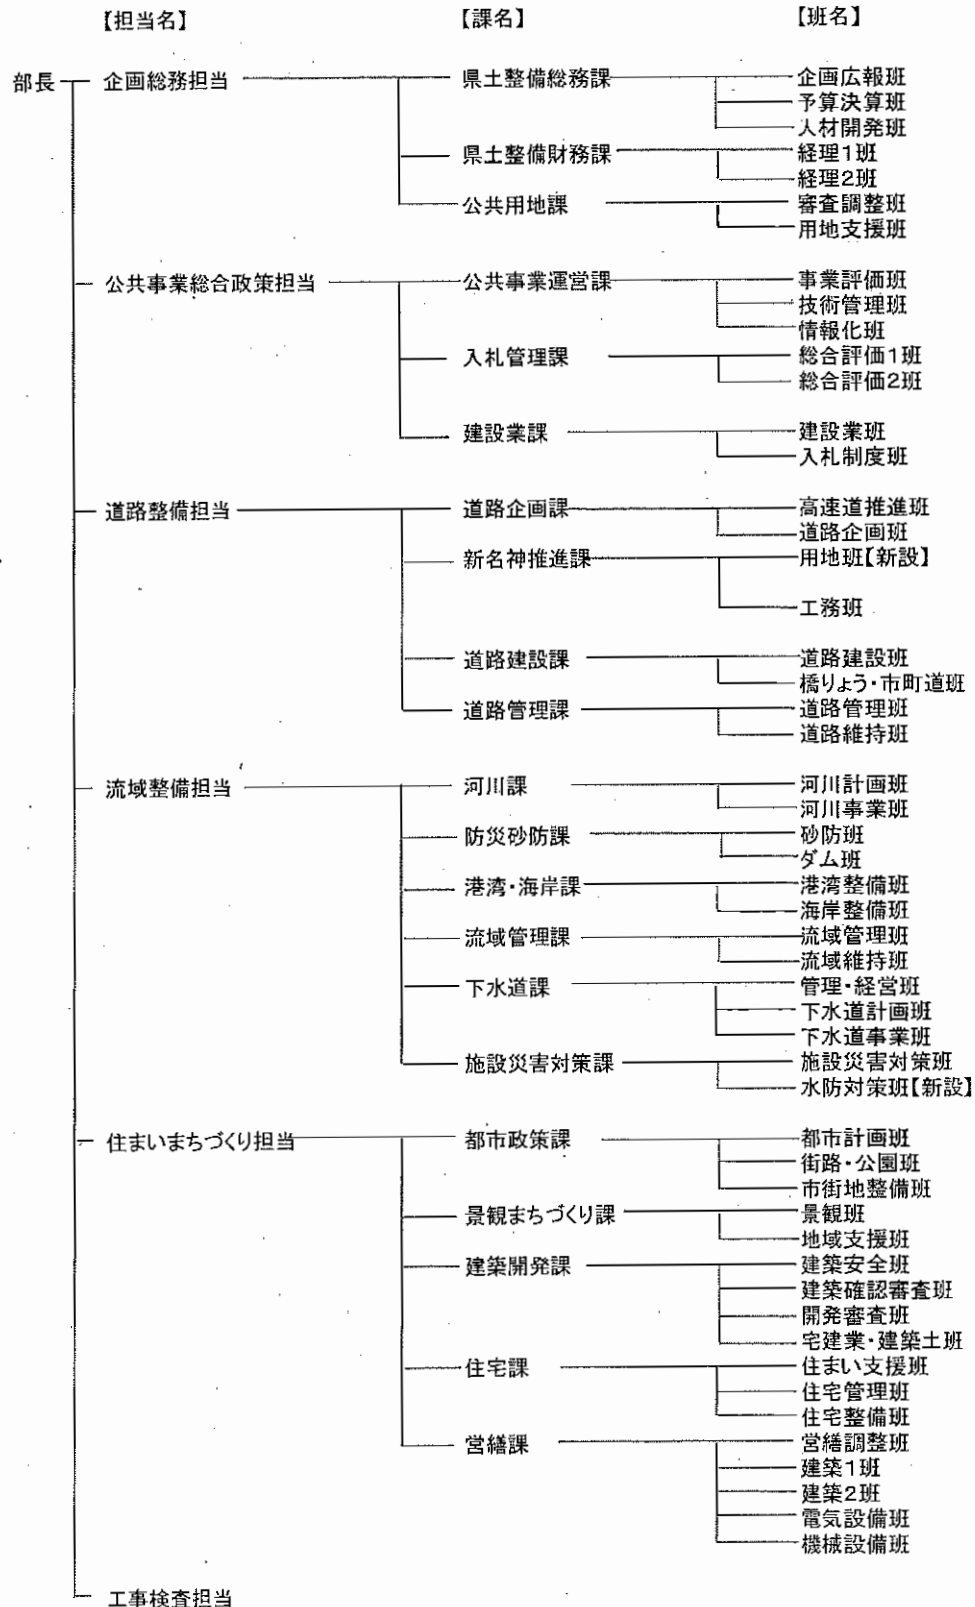 【担当名】 【課名】 【班名】
部長 企画総務担当 県土整備総務課 企画広報班
予算決算班
人材開発班
県土整備財務課 経理1班
経理2班
公共用地課 審査調整班
用地支援班
公共事業総合政策担当 公共事業運営課 事業評価班
技術管理班
情報化班
入札管理課 総合評価1班
総合評価2班
建設業課 建設業班
入札制度班
道路整備担当 道路企画課 高速道推進班
道路企画班
新名神推進課 用地班【新設】
工務班
道路建設課 道路建設班
橋りょう・市町道班
道路管理課 道路管理班
道路維持班
流域整備担当 河川課 河川計画班
河川事業班
防災砂防課 砂防班
ダム班
港湾・海岸課 港湾整備班
海岸整備班
流域管理課 流域管理班
流域維持班
下水道課 管理・経営班
下水道計画班
下水道事業班
施設災害対策課 施設災害対策班
水防対策班【新設】
住まいまちづくり担当 都市政策課 都市計画班
街路・公園班
市街地整備班
景観まちづくり課 景観班
地域支援班
建築開発課 建築安全班
建築確認審査班
開発審査班
宅建業・建築士班
住宅課 住まい支援班
住宅管理班
住宅整備班
営繕課 営繕調整班
建築1班
建築2班
電気設備班
機械設備班
工事検査担当